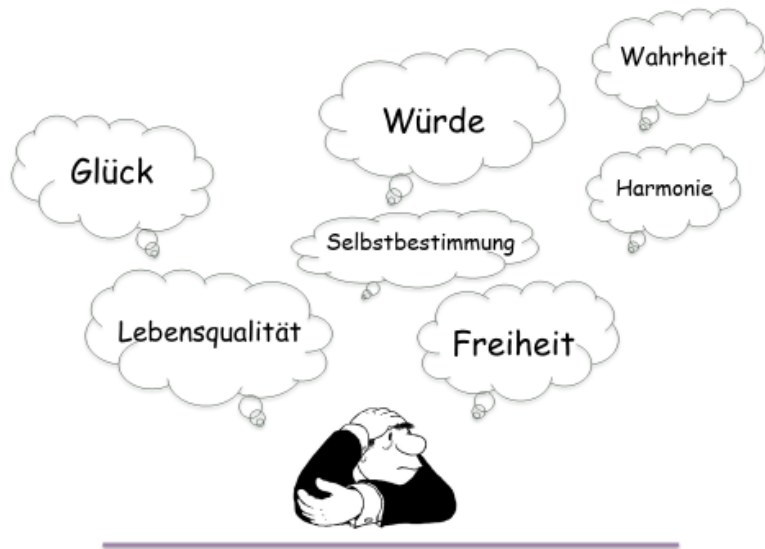 Wahrheit
Würde
Glück
Harmonie
Selbstbestimmung
Lebensqualität
Freiheit